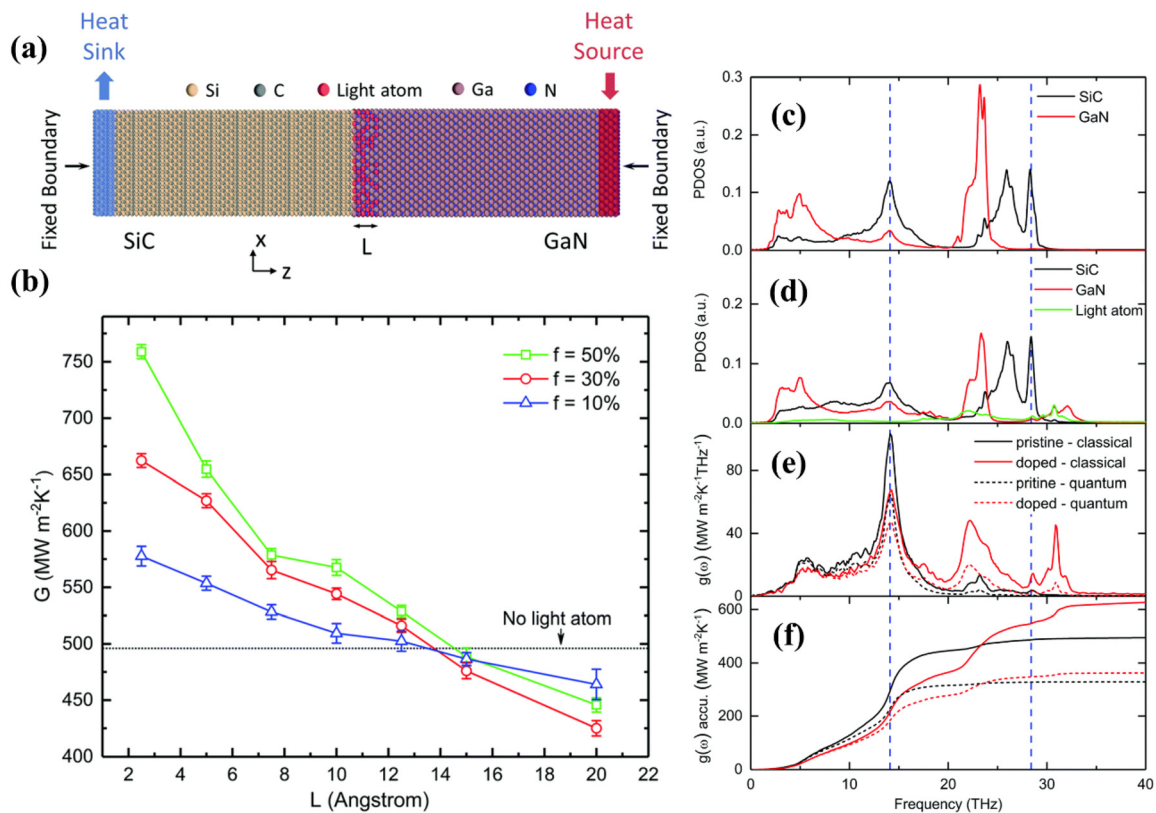 (a)
Heat
Sink
Heat
Source
Si
C
Light atom
Ga
N
Fixed Boundary
Fixed Boundary
SiC
X
Z
L
GaN
(b)
G (MW m⁻²K⁻¹)
750
700
650
600
550
500
450
400
f = 50%
f = 30%
f = 10%
No light atom
2 4 6 8 10 12 14 16 18 20 22
L (Angstrom)
(c)
PDOS (a.u.)
0.3
0.2
0.1
0.0
SiC
GaN
(d)
PDOS (a.u.)
0.2
0.1
0.0
SiC
GaN
Light atom
(e)
g(ω) (MW m⁻²K⁻¹THz⁻¹)
80
40
0
pristine - classical
doped - classical
pritine - quantum
doped - quantum
(f)
g(ω) accu. (MW m⁻²K⁻¹)
600
400
200
0
0 10 20 30 40
Frequency (THz)